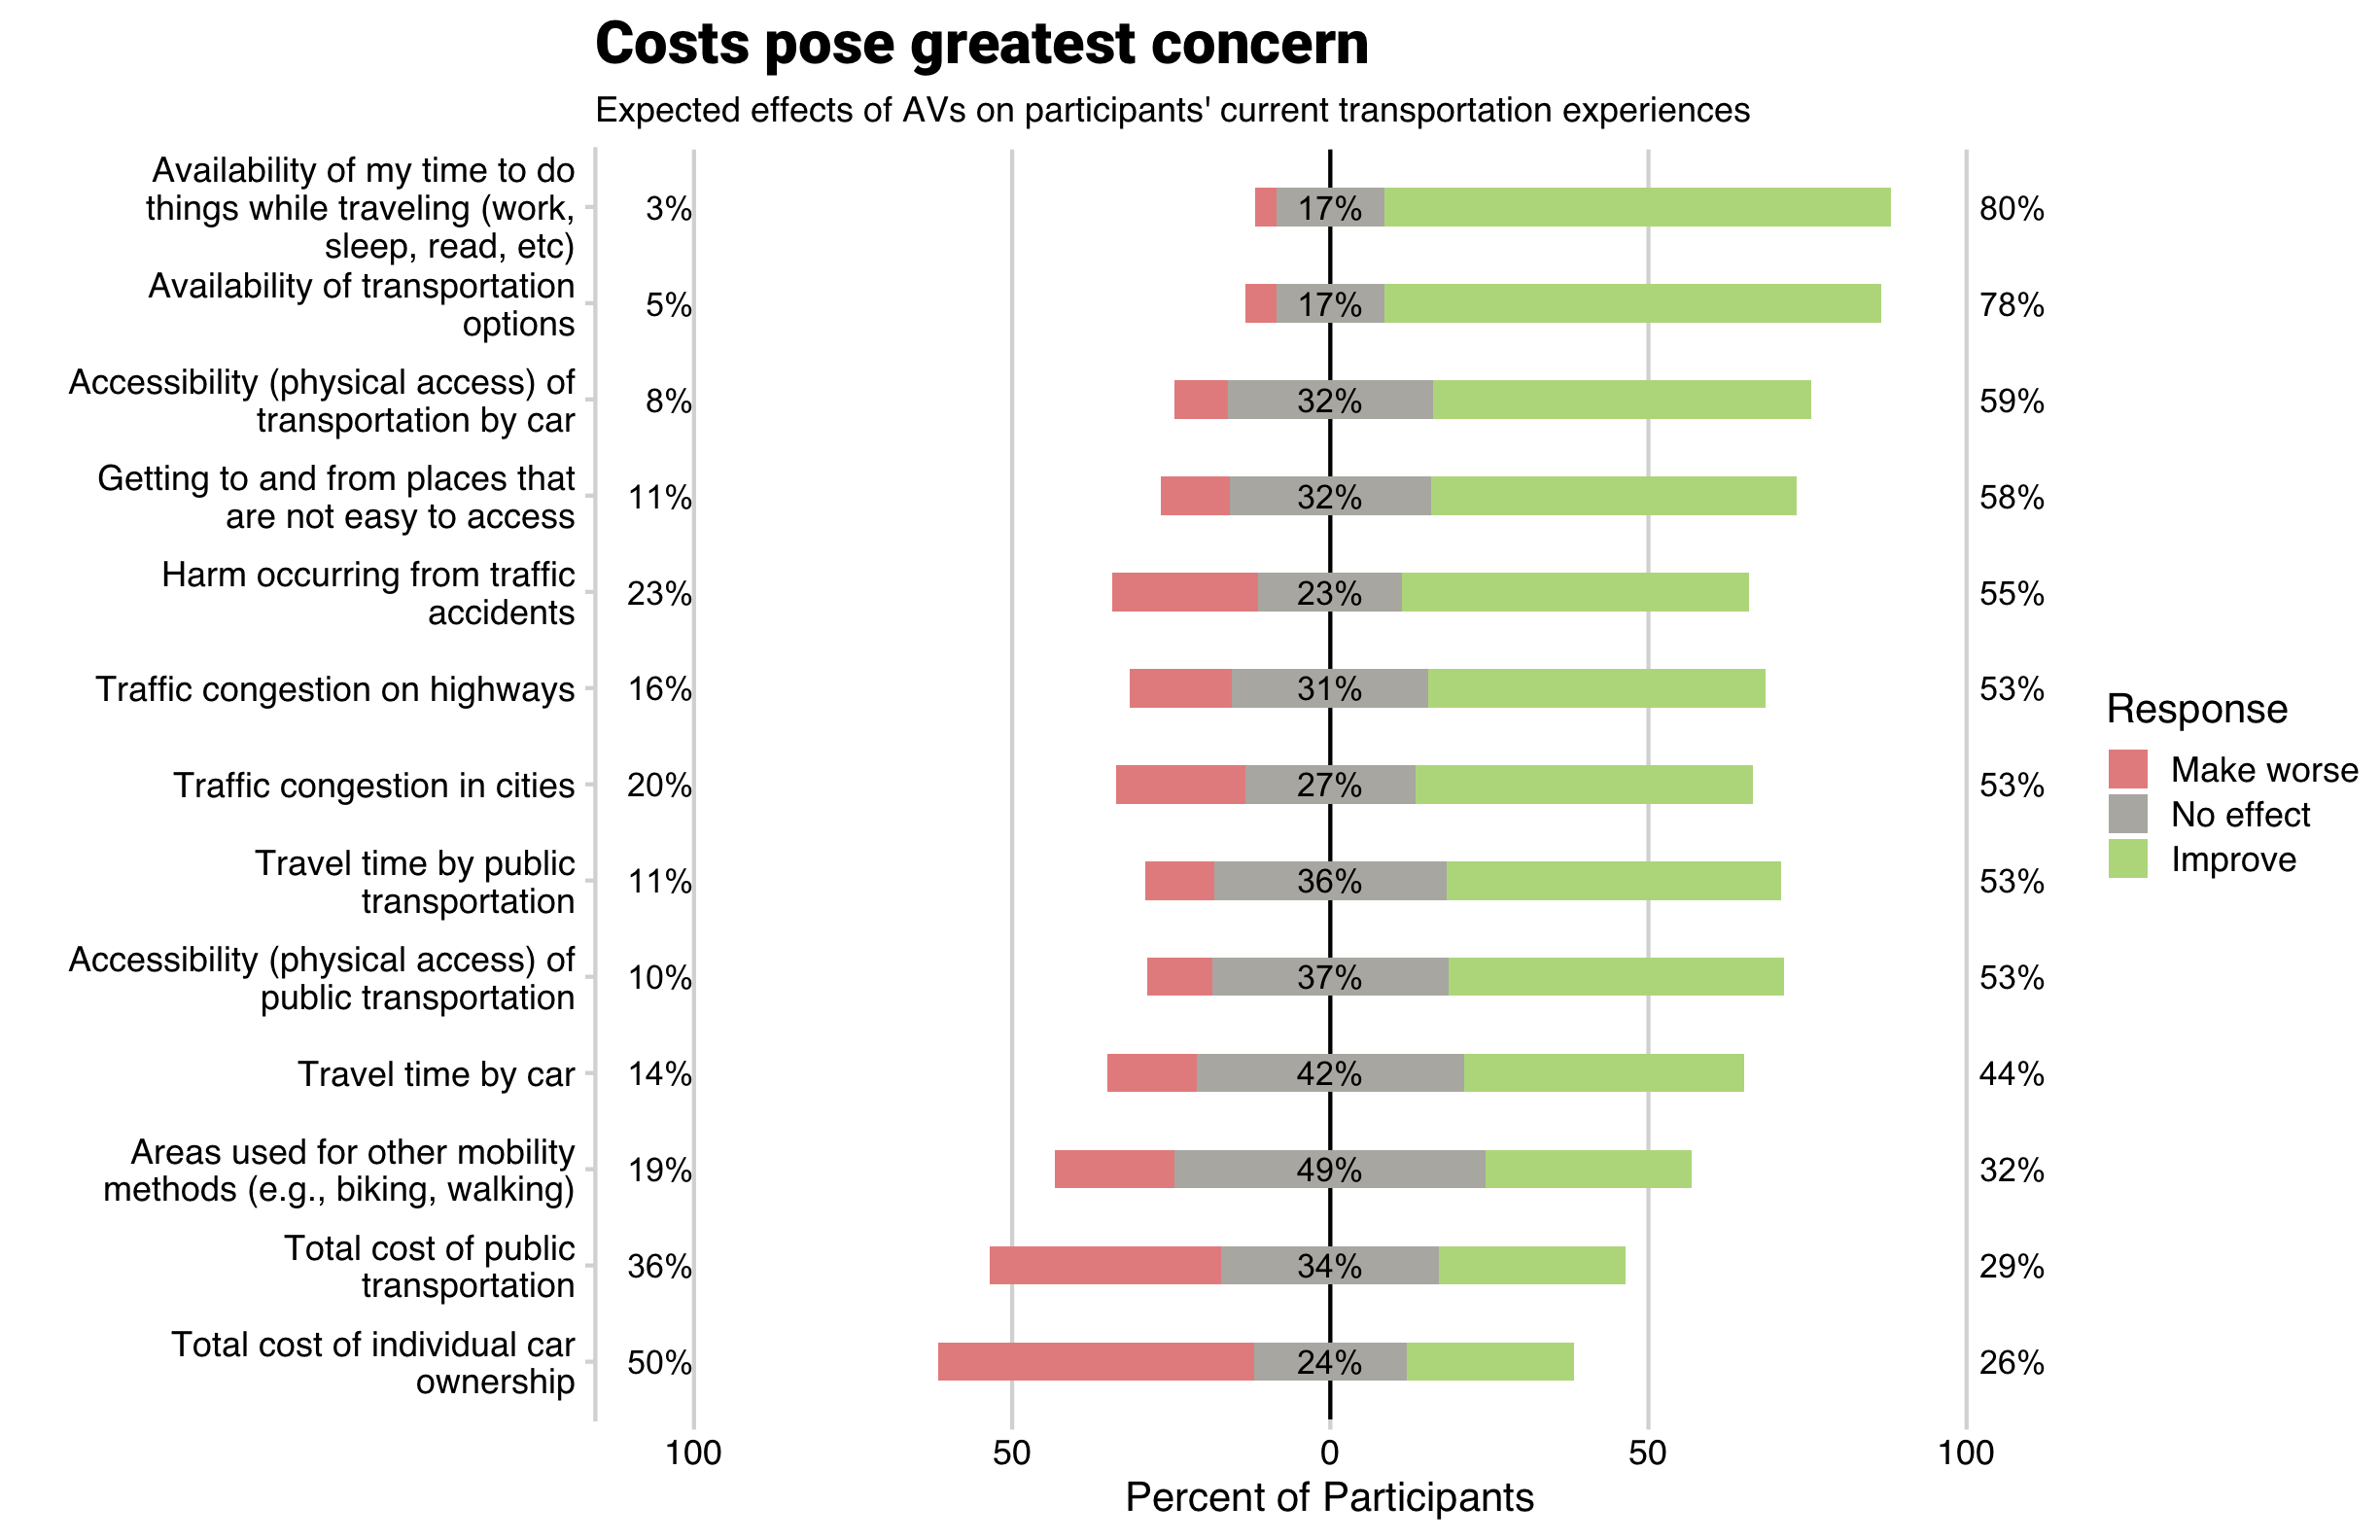 Costs pose greatest concern
Expected effects of AVs on participants' current transportation experiences
Availability of my time to do
things while traveling (work,
sleep, read, etc)
3% 17% 80%
Availability of transportation
options
5% 17% 78%
Accessibility (physical access) of
transportation by car
8% 32% 59%
Getting to and from places that
are not easy to access
11% 32% 58%
Harm occurring from traffic
accidents
23% 23% 55%
Traffic congestion on highways
16% 31% 53%
Traffic congestion in cities
20% 27% 53%
Travel time by public
transportation
11% 36% 53%
Accessibility (physical access) of
public transportation
10% 37% 53%
Travel time by car
14% 42% 44%
Areas used for other mobility
methods (e.g., biking, walking)
19% 49% 32%
Total cost of public
transportation
36% 34% 29%
Total cost of individual car
ownership
50% 24% 26%
100 50 0 50 100
Percent of Participants
Response
Make worse
No effect
Improve